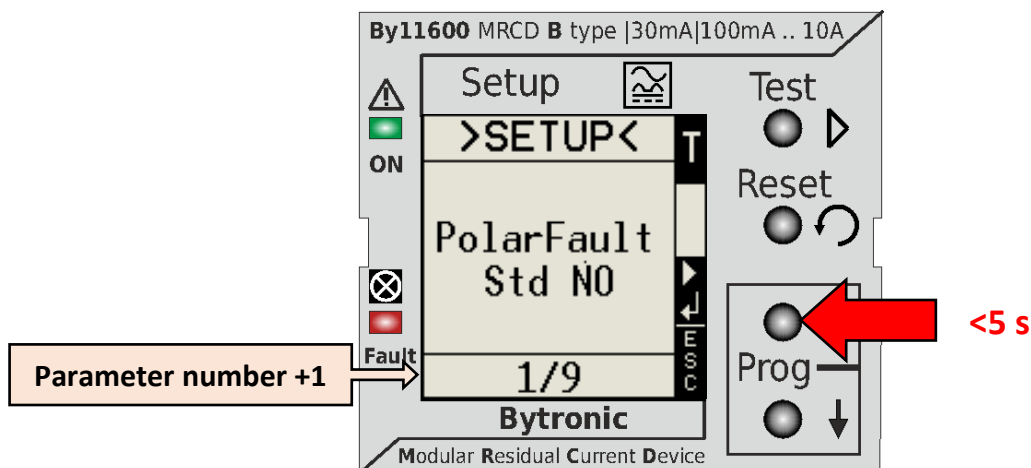 By11600 MRCD B type |30mA|100mA .. 10A
Setup
Test
>SETUP<
T
ON
Reset
PolarFault
Std NO
<5 s
ESC
Fault
Parameter number +1
1/9
Prog
Bytronic
Modular Residual Current Device